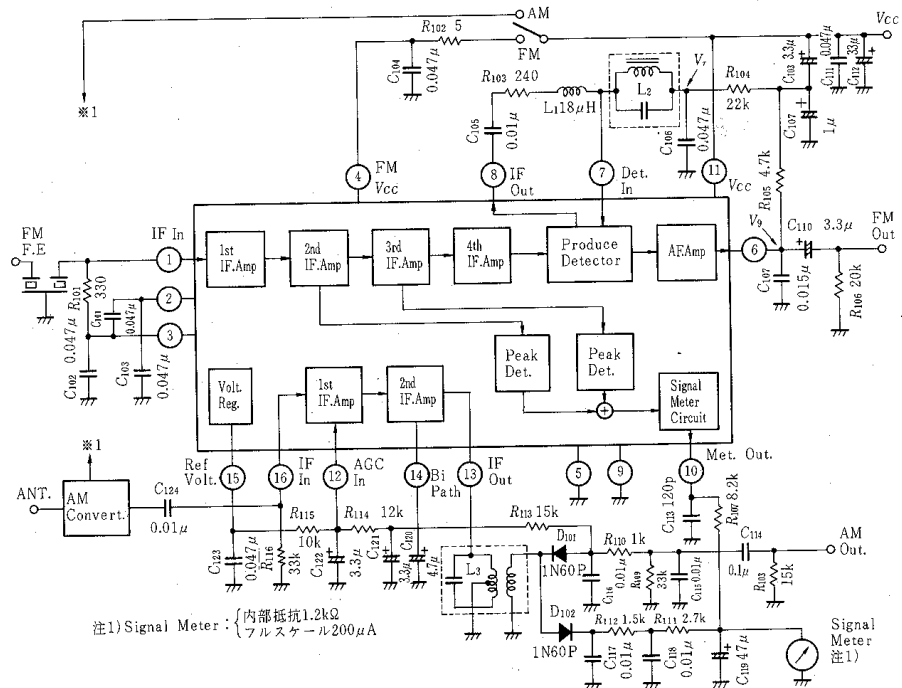 AM
R102 5
FM
Vcc
C104
0.047μ
R103 240
L1 18μH
L2
V7
R104
22k
C103 3.3μ
C111 0.047μ
C112 33μ
C107
1μ
C105
0.01μ
C106
0.047μ
※1
4 FM
Vcc
8 IF
Out
7 Det.
In
11
Vcc
R105 4.7k
V9
C110 3.3μ
FM
Out
FM
F.E
IF In
1
2
3
1st
IF.Amp
2nd
IF.Amp
3rd
IF.Amp
4th
IF.Amp
Produce
Detector
AF.Amp
6
C107
0.015μ
R106 20k
R101
330
C101
0.047μ
C102
0.047μ
C103
0.047μ
Peak
Det.
Peak
Det.
Volt.
Reg.
1st
IF.Amp
2nd
IF.Amp
+
Signal
Meter
Circuit
※1
Ref
Volt.
15
16
IF
In
12
AGC
In
14
Bi
Path
13
IF
Out
5
9
Met. Out.
10
ANT.
AM
Convert.
C124
0.01μ
R115
10k
R114 12k
R113 15k
C113 120p
R107 8.2k
C123
0.047μ
R116
33k
C122
3.3μ
C121
3.3μ
C120
4.7μ
L3
D101
1N60P
R110 1k
C116
0.01μ
R109
33k
C115 0.01μ
C114
0.1μ
R103
15k
AM
Out.
D102
1N60P
R112 1.5k
R111 2.7k
C117
0.01μ
C118
0.01μ
C119 47μ
Signal
Meter
注1)
注1) Signal Meter : { 内部抵抗1.2kΩ
フルスケール200μA